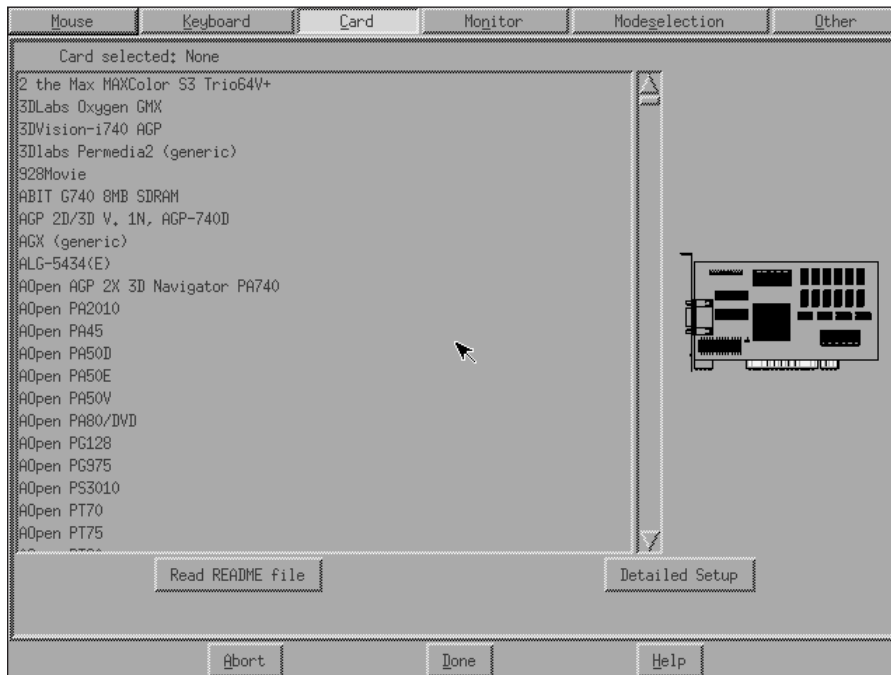 Mouse Keyboard Card Monitor Modeselection Other
Card selected: None
2 the Max MAXColor S3 Trio64V+
3DLabs Oxygen GMX
3DVision-i740 AGP
3Dlabs Permedia2 (generic)
928Movie
ABIT G740 8MB SDRAM
AGP 2D/3D V. 1N, AGP-740D
AGX (generic)
ALG-5434(E)
AOpen AGP 2X 3D Navigator PA740
AOpen PA2010
AOpen PA45
AOpen PA50D
AOpen PA50E
AOpen PA50V
AOpen PA80/DVD
AOpen PG128
AOpen PG975
AOpen PS3010
AOpen PT70
AOpen PT75
Read README file Detailed Setup
Abort Done Help